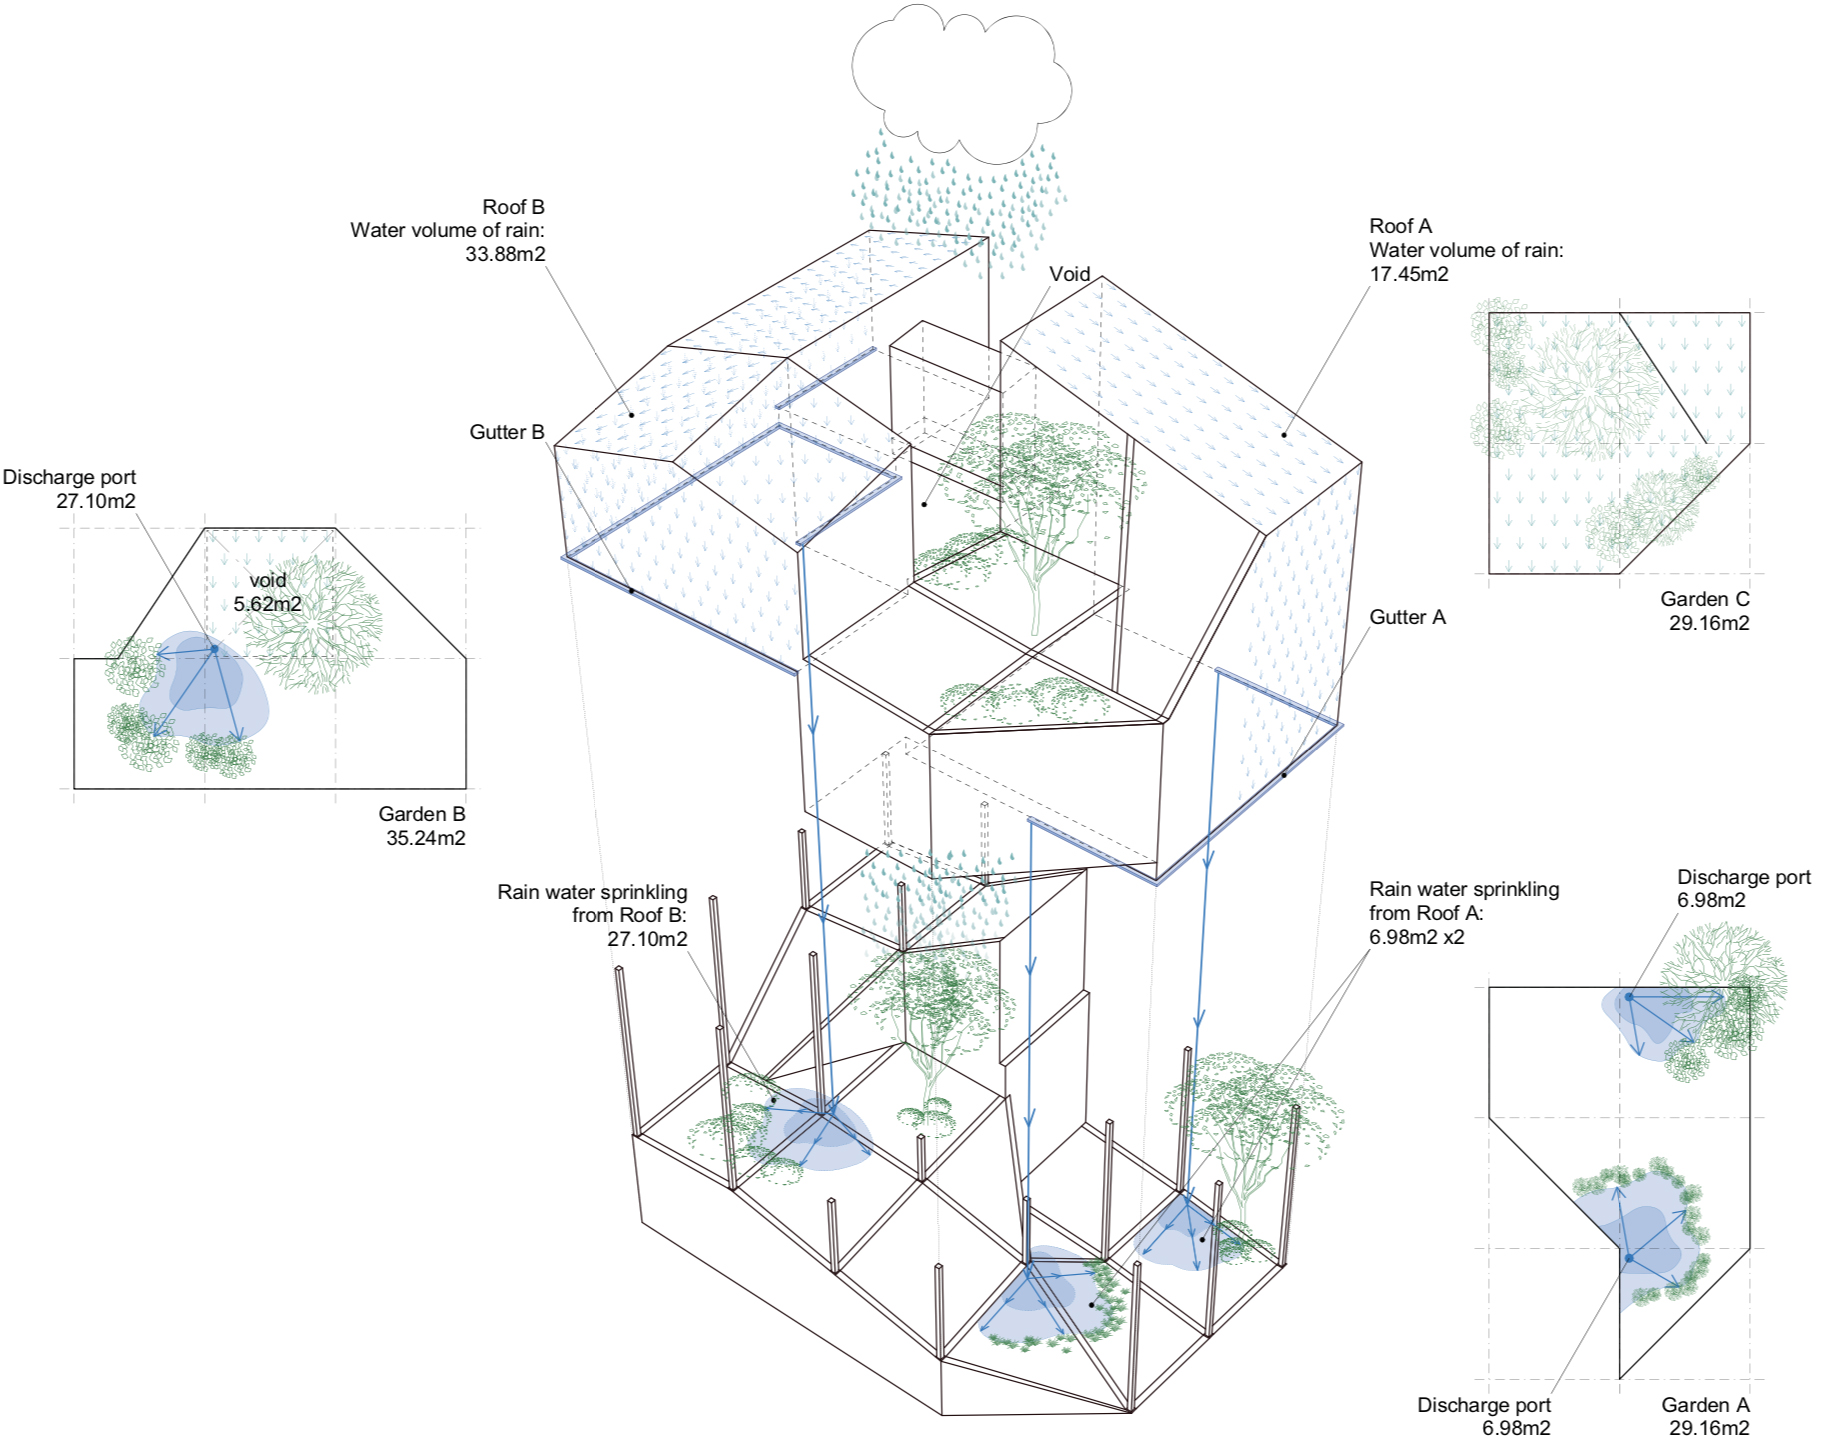 Roof B
Water volume of rain:
33.88m2
Roof A
Water volume of rain:
17.45m2
Void
Gutter B
Discharge port
27.10m2
void
5.62m2
Garden B
35.24m2
Garden C
29.16m2
Gutter A
Rain water sprinkling
from Roof B:
27.10m2
Rain water sprinkling
from Roof A:
6.98m2 x2
Discharge port
6.98m2
Discharge port
6.98m2
Garden A
29.16m2